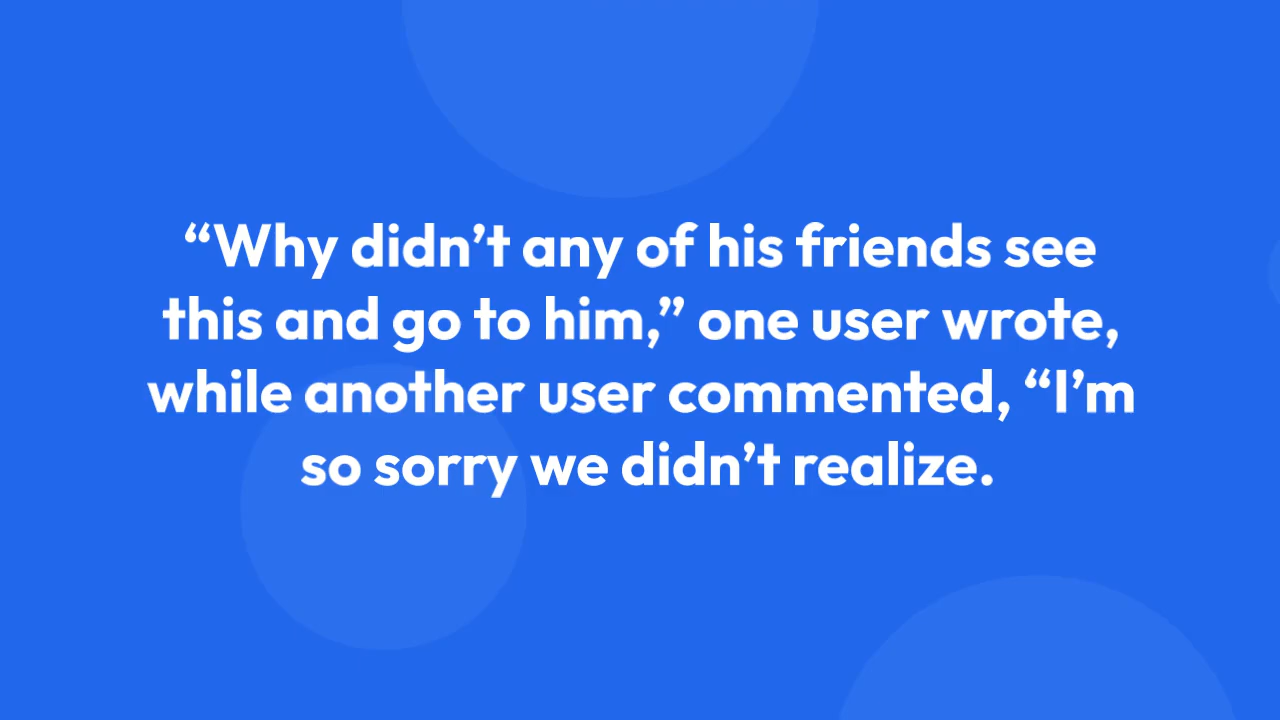 “Why didn’t any of his friends see
this and go to him,” one user wrote,
while another user commented, “I’m
so sorry we didn’t realize.